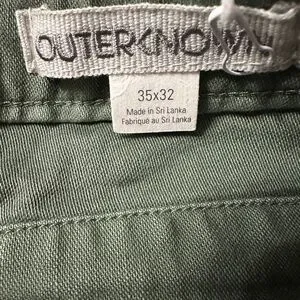 OUTERKNOWN
35x32
Made in Sri Lanka
Fabriqué au Sri Lanka